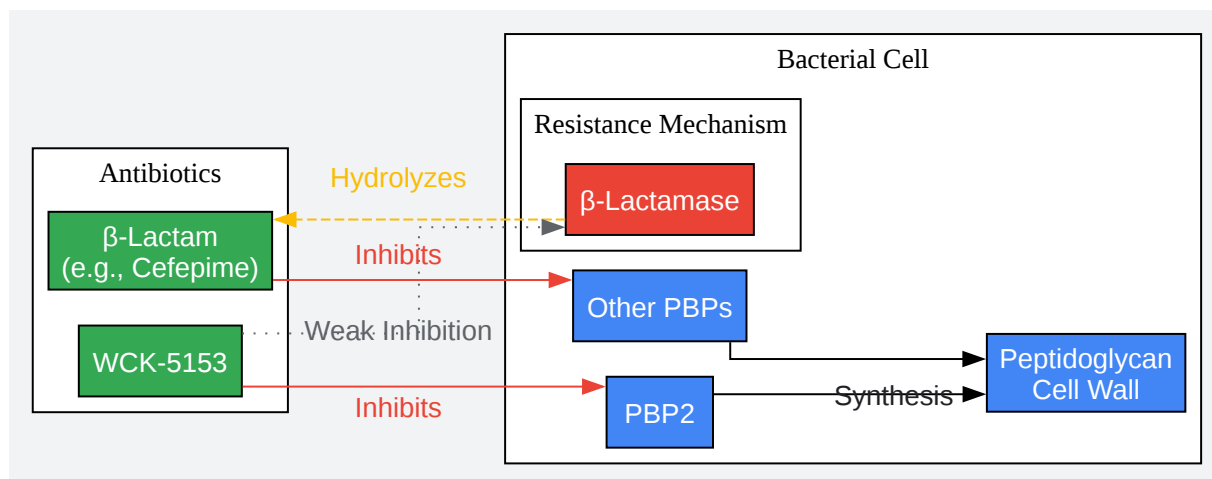 Bacterial Cell
Resistance Mechanism
β-Lactamase
Antibiotics
β-Lactam
(e.g., Cefepime)
WCK-5153
Hydrolyzes
Inhibits
Weak Inhibition
Inhibits
Other PBPs
PBP2
Synthesis
Peptidoglycan
Cell Wall